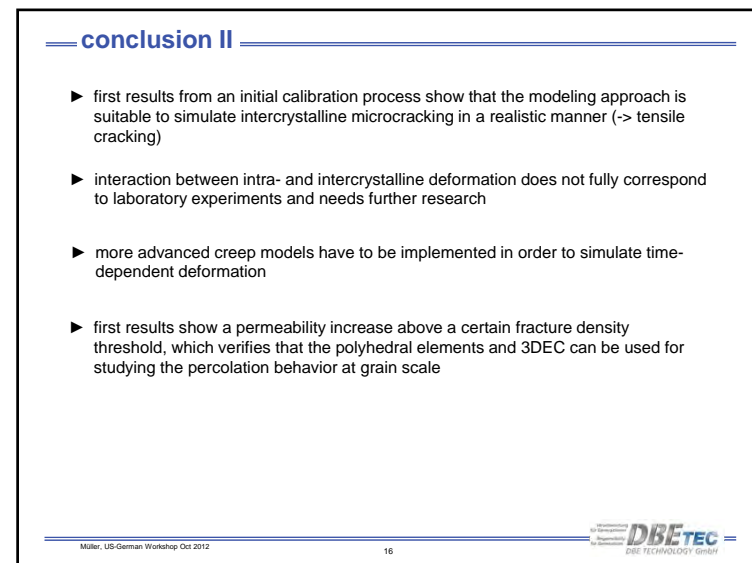 conclusion II
► first results from an initial calibration process show that the modeling approach is
suitable to simulate intercrystalline microcracking in a realistic manner (-> tensile
cracking)
► interaction between intra- and intercrystalline deformation does not fully correspond
to laboratory experiments and needs further research
► more advanced creep models have to be implemented in order to simulate time-
dependent deformation
► first results show a permeability increase above a certain fracture density
threshold, which verifies that the polyhedral elements and 3DEC can be used for
studying the percolation behavior at grain scale
Müller, US-German Workshop Oct 2012
16
DBETEC
DBE TECHNOLOGY GmbH